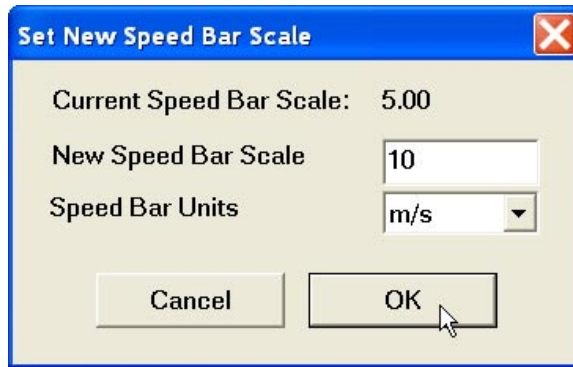 Set New Speed Bar Scale
Current Speed Bar Scale: 5.00
New Speed Bar Scale 10
Speed Bar Units m/s
Cancel OK